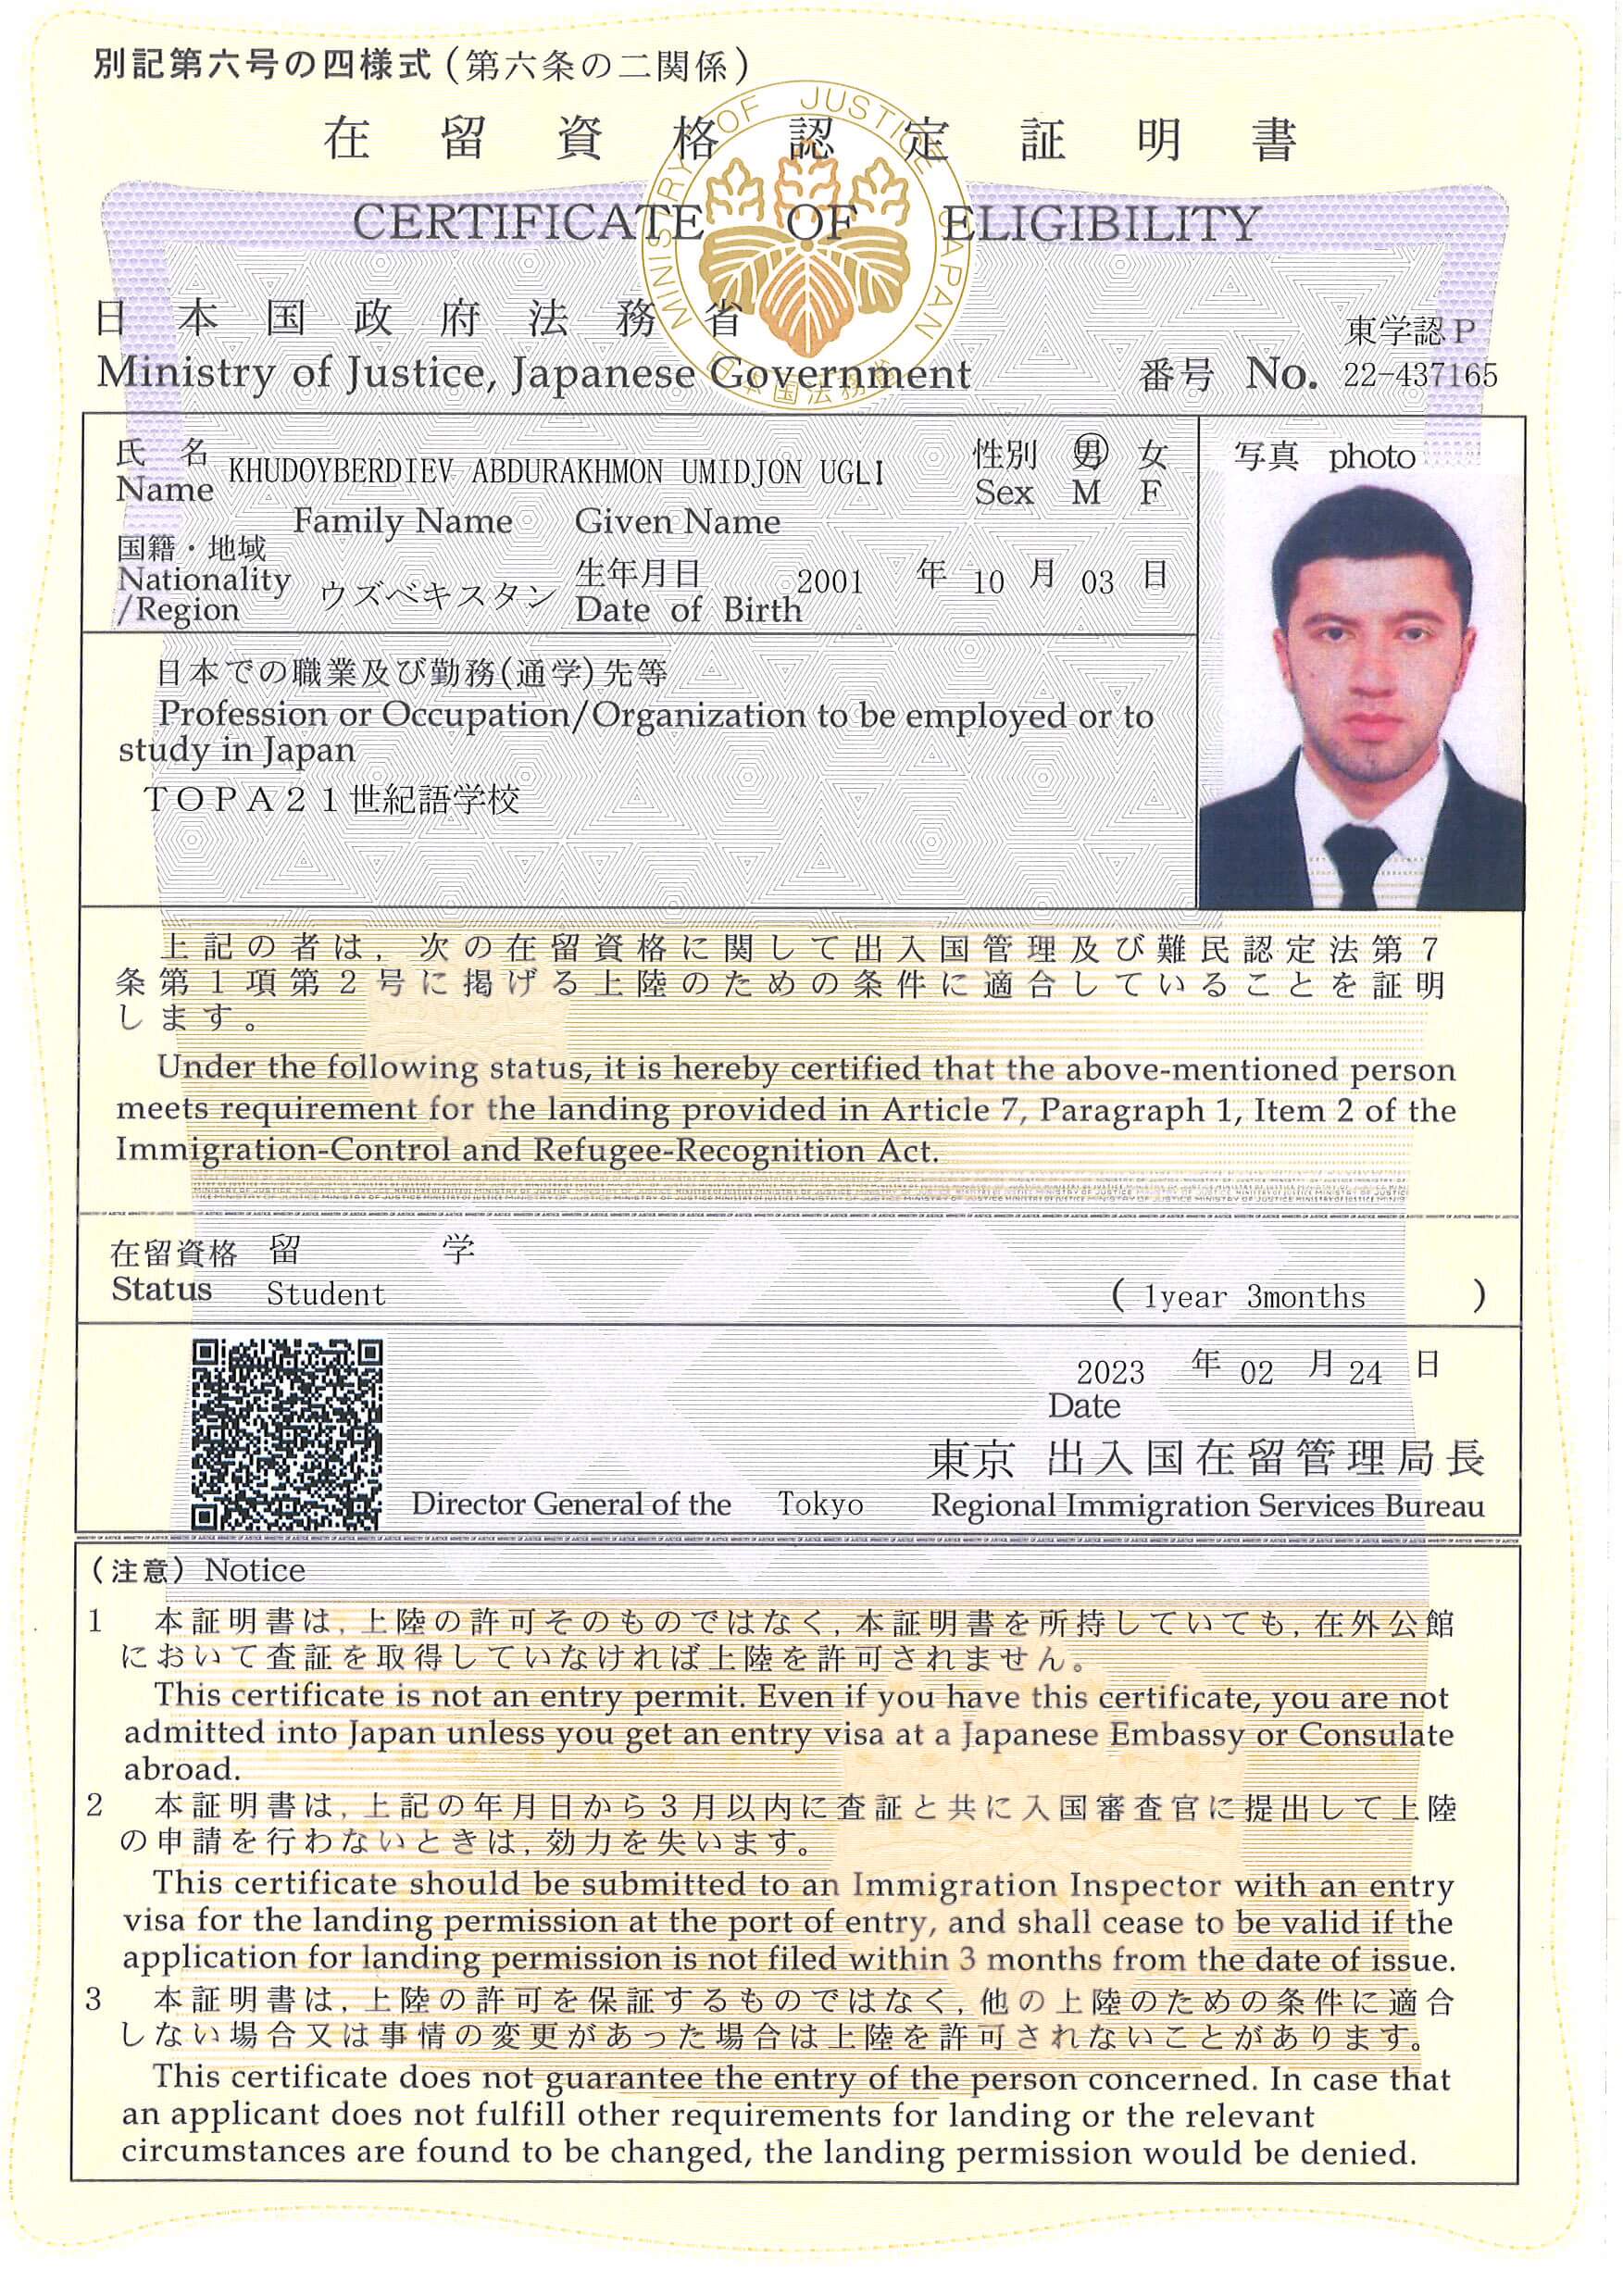 別記第六号の四様式(第六条の二関係)
在留資格認定証明書
CERTIFICATE OF ELIGIBILITY
MINISTRY OF JUSTICE JAPAN
日本国法務省
日本国政府法務省
東学認P
Ministry of Justice, Japanese Government 番号 No. 22-437165
氏名 KHUDOYBERDIEV ABDURAKHMON UMIDJON UGLI 性別 男 女
Name Sex M F
Family Name Given Name
写真 photo
国籍・地域
Nationality ウズベキスタン 生年月日 2001 年 10 月 03 日
/Region Date of Birth
日本での職業及び勤務(通学)先等
Profession or Occupation/Organization to be employed or to
study in Japan
TOPA21世紀語学校
上記の者は,次の在留資格に関して出入国管理及び難民認定法第7
条第1項第2号に掲げる上陸のための条件に適合していることを証明
します。
Under the following status, it is hereby certified that the above-mentioned person
meets requirement for the landing provided in Article 7, Paragraph 1, Item 2 of the
Immigration-Control and Refugee-Recognition Act.
在留資格 留学
Status Student ( 1year 3months )
2023 年 02 月 24 日
Date
東京 出入国在留管理局長
Director General of the Tokyo Regional Immigration Services Bureau
(注意) Notice
1 本証明書は,上陸の許可そのものではなく,本証明書を所持していても,在外公館
において査証を取得していなければ上陸を許可されません。
This certificate is not an entry permit. Even if you have this certificate, you are not
admitted into Japan unless you get an entry visa at a Japanese Embassy or Consulate
abroad.
2 本証明書は,上記の年月日から3月以内に査証と共に入国審査官に提出して上陸
の申請を行わないときは,効力を失います。
This certificate should be submitted to an Immigration Inspector with an entry
visa for the landing permission at the port of entry, and shall cease to be valid if the
application for landing permission is not filed within 3 months from the date of issue.
3 本証明書は,上陸の許可を保証するものではなく,他の上陸のための条件に適合
しない場合又は事情の変更があった場合は上陸を許可されないことがあります。
This certificate does not guarantee the entry of the person concerned. In case that
an applicant does not fulfill other requirements for landing or the relevant
circumstances are found to be changed, the landing permission would be denied.